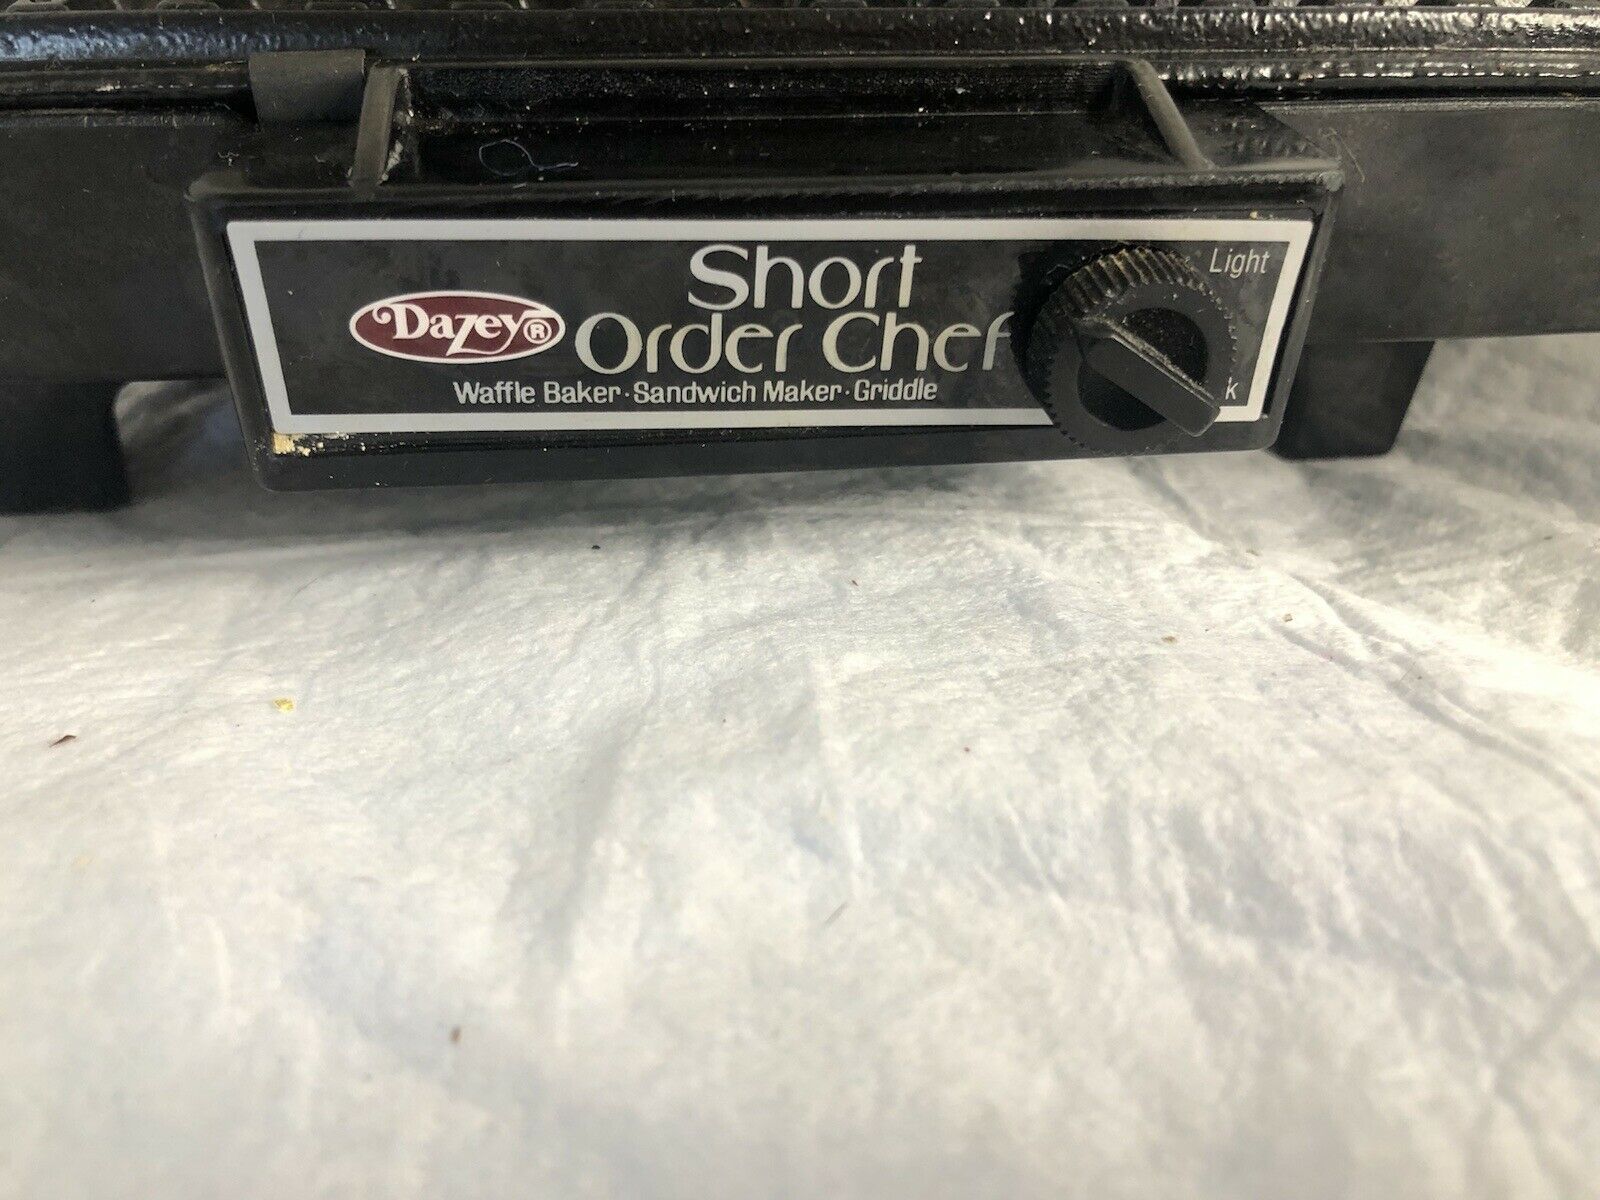 Dazey®
Short
Order Chef
Waffle Baker · Sandwich Maker · Griddle
Light
k